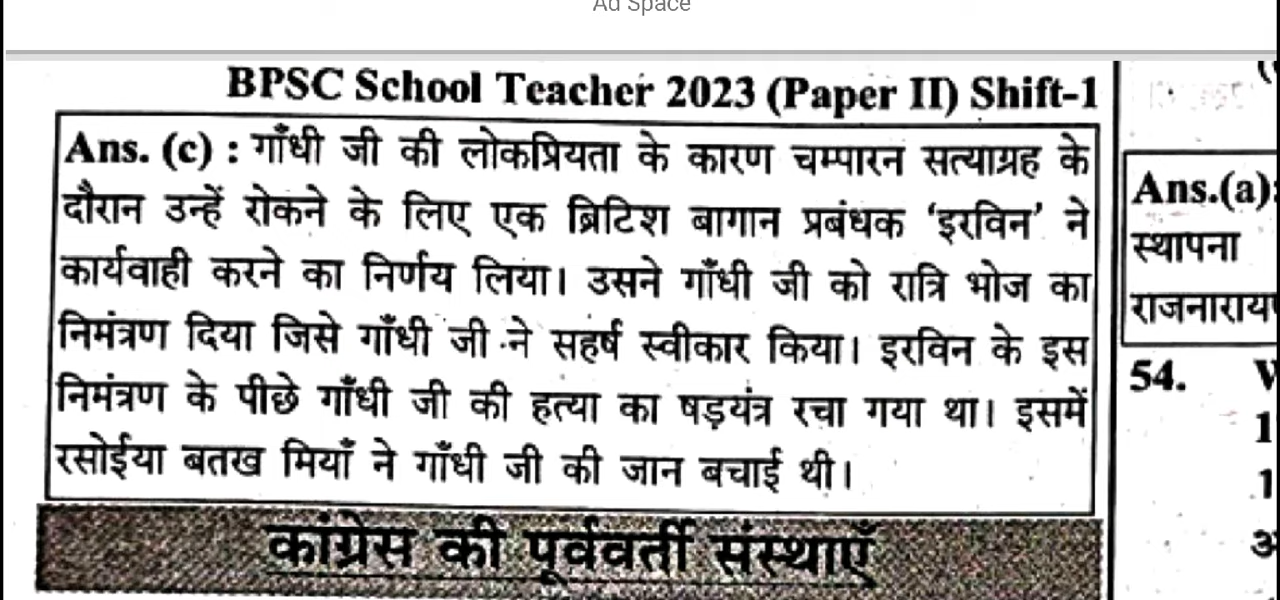 Ad Space
BPSC School Teacher 2023 (Paper II) Shift-1
Ans. (c) : गाँधी जी की लोकप्रियता के कारण चम्पारन सत्याग्रह के
दौरान उन्हें रोकने के लिए एक ब्रिटिश बागान प्रबंधक ‘इरविन’ ने
कार्यवाही करने का निर्णय लिया। उसने गाँधी जी को रात्रि भोज का
निमंत्रण दिया जिसे गाँधी जी ने सहर्ष स्वीकार किया। इरविन के इस
निमंत्रण के पीछे गाँधी जी की हत्या का षड़यंत्र रचा गया था। इसमें
रसोईया बतख मियाँ ने गाँधी जी की जान बचाई थी।
कांग्रेस की पूर्ववर्ती संस्थाएँ
Ans.(a):
स्थापना
54.
1
1